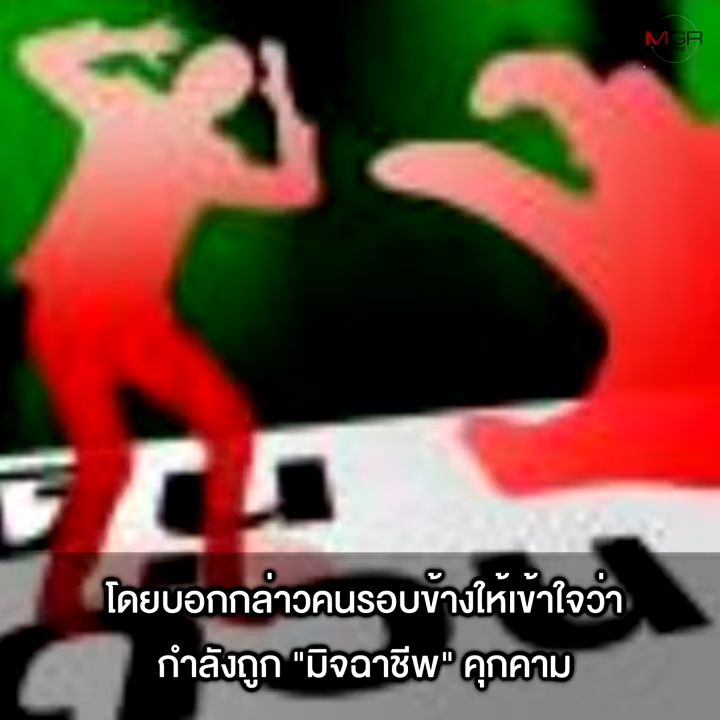 MGR
โดยบอกกล่าวคนรอบข้างให้เข้าใจว่า
กำลังถูก "มิจฉาชีพ" คุกคาม